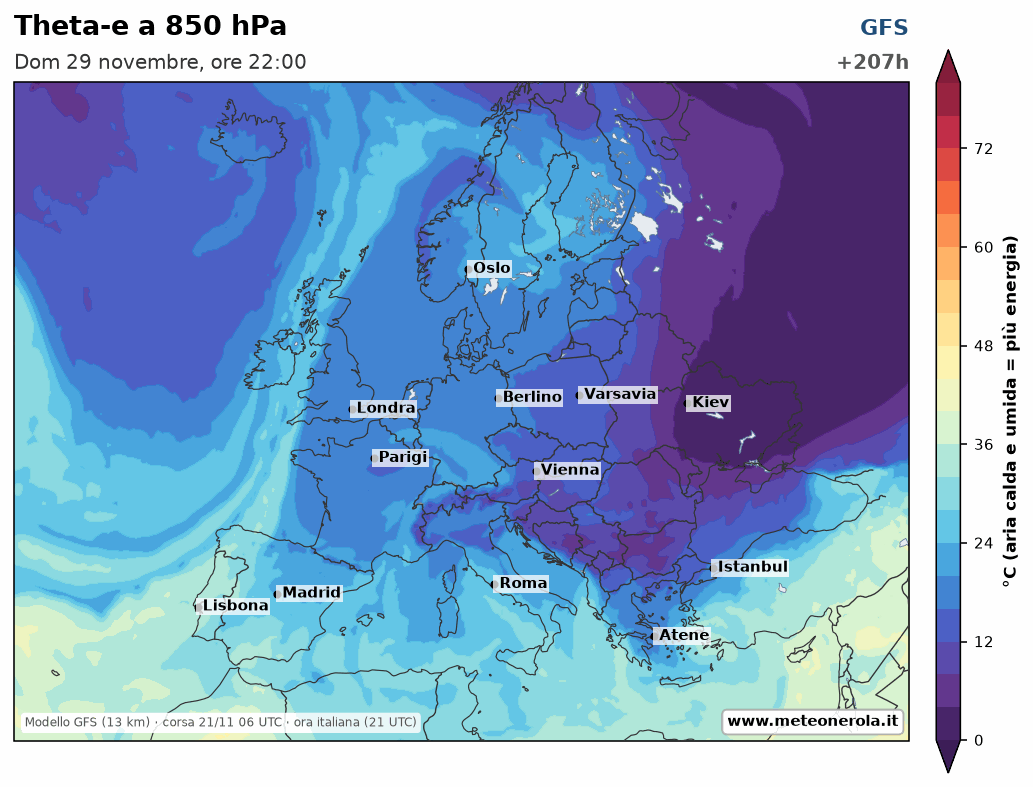 Theta-e a 850 hPa
GFS
Dom 29 novembre, ore 22:00
+207h
Oslo
Berlino
Varsavia
Kiev
Londra
Parigi
Vienna
Istanbul
Roma
Madrid
Lisbona
Atene
Modello GFS (13 km) · corsa 21/11 06 UTC · ora italiana (21 UTC)
www.meteonerola.it
72
60
48
36
24
12
0
°C (aria calda e umida = più energia)